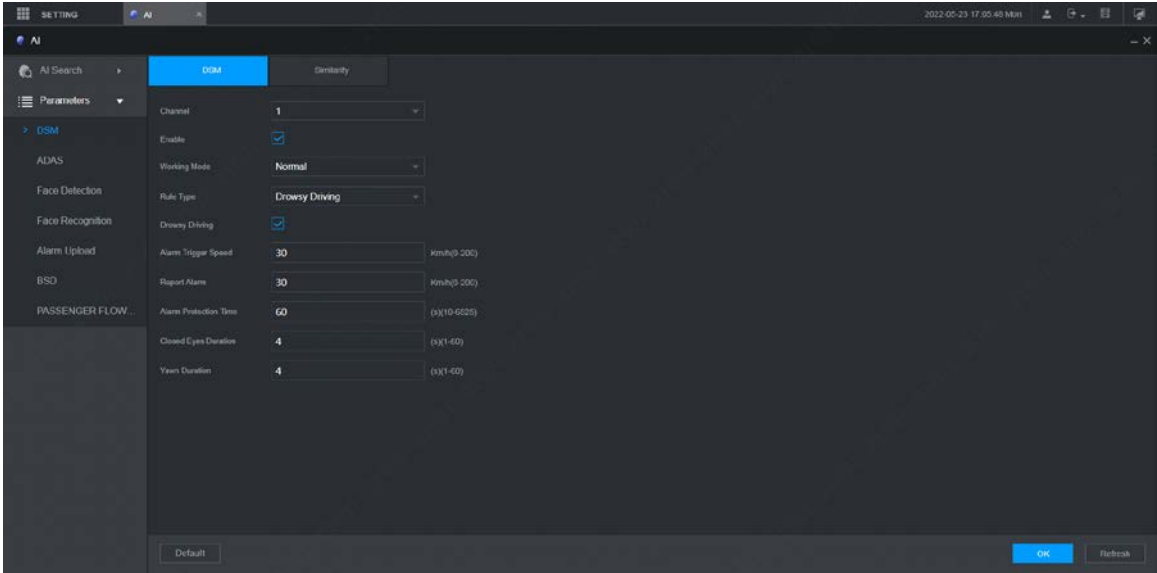 SETTING AI × 2022-05-23 17:05:48 Mon
AI
AI Search DSM Similarity
Parameters
DSM
ADAS
Face Detection
Face Recognition
Alarm Upload
BSD
PASSENGER FLOW...
Channel 1
Enable
Working Mode Normal
Rule Type Drowsy Driving
Drowsy Driving
Alarm Trigger Speed 30 Km/h(0-200)
Report Alarm 30 Km/h(0-200)
Alarm Protection Time 60
Closed Eyes Duration 4 (s)(1-60)
Yawn Duration 4 (s)(1-60)
Default OK Refresh